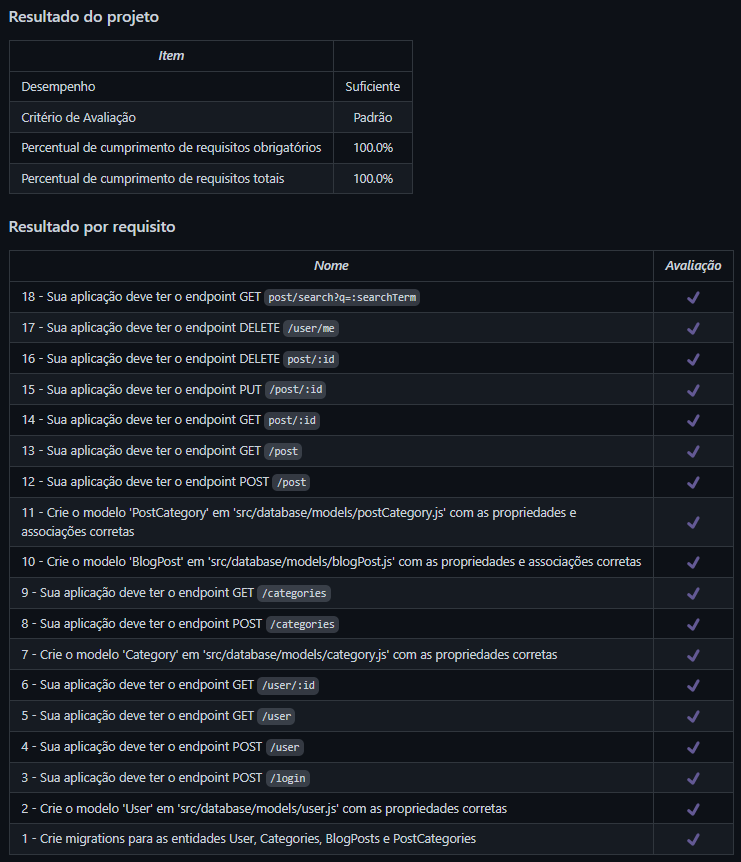 Resultado do projeto
Item
Desempenho Suficiente
Critério de Avaliação Padrão
Percentual de cumprimento de requisitos obrigatórios 100.0%
Percentual de cumprimento de requisitos totais 100.0%
Resultado por requisito
Nome Avaliação
18 - Sua aplicação deve ter o endpoint GET post/search?q=:searchTerm
17 - Sua aplicação deve ter o endpoint DELETE /user/me
16 - Sua aplicação deve ter o endpoint DELETE post/:id
15 - Sua aplicação deve ter o endpoint PUT /post/:id
14 - Sua aplicação deve ter o endpoint GET post/:id
13 - Sua aplicação deve ter o endpoint GET /post
12 - Sua aplicação deve ter o endpoint POST /post
11 - Crie o modelo 'PostCategory' em 'src/database/models/postCategory.js' com as propriedades e
associações corretas
10 - Crie o modelo 'BlogPost' em 'src/database/models/blogPost.js' com as propriedades e associações corretas
9 - Sua aplicação deve ter o endpoint GET /categories
8 - Sua aplicação deve ter o endpoint POST /categories
7 - Crie o modelo 'Category' em 'src/database/models/category.js' com as propriedades corretas
6 - Sua aplicação deve ter o endpoint GET /user/:id
5 - Sua aplicação deve ter o endpoint GET /user
4 - Sua aplicação deve ter o endpoint POST /user
3 - Sua aplicação deve ter o endpoint POST /login
2 - Crie o modelo 'User' em 'src/database/models/user.js' com as propriedades corretas
1 - Crie migrations para as entidades User, Categories, BlogPosts e PostCategories